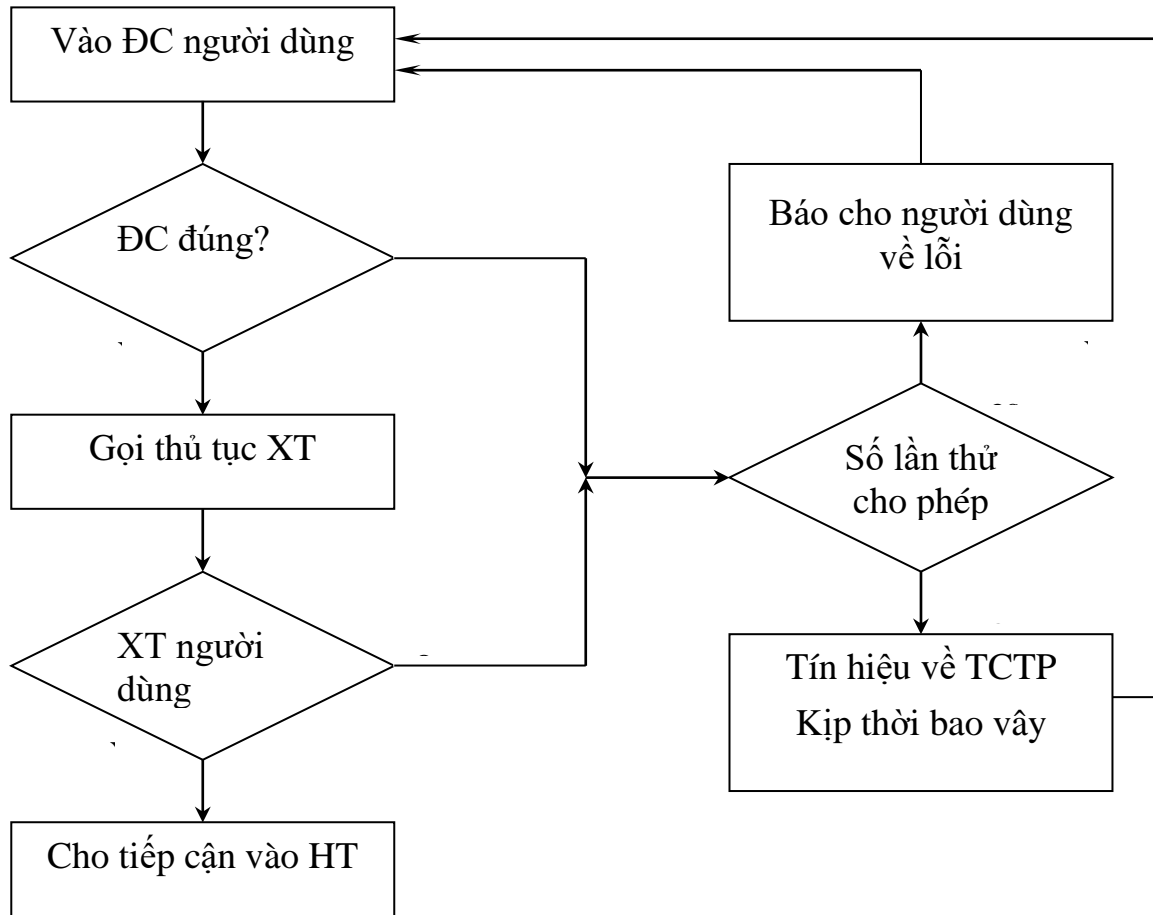 Vào ĐC người dùng
ĐC đúng?
Báo cho người dùng
về lỗi
Gọi thủ tục XT
Số lần thử
cho phép
XT người
dùng
Tín hiệu về TCTP
Kịp thời bao vây
Cho tiếp cận vào HT